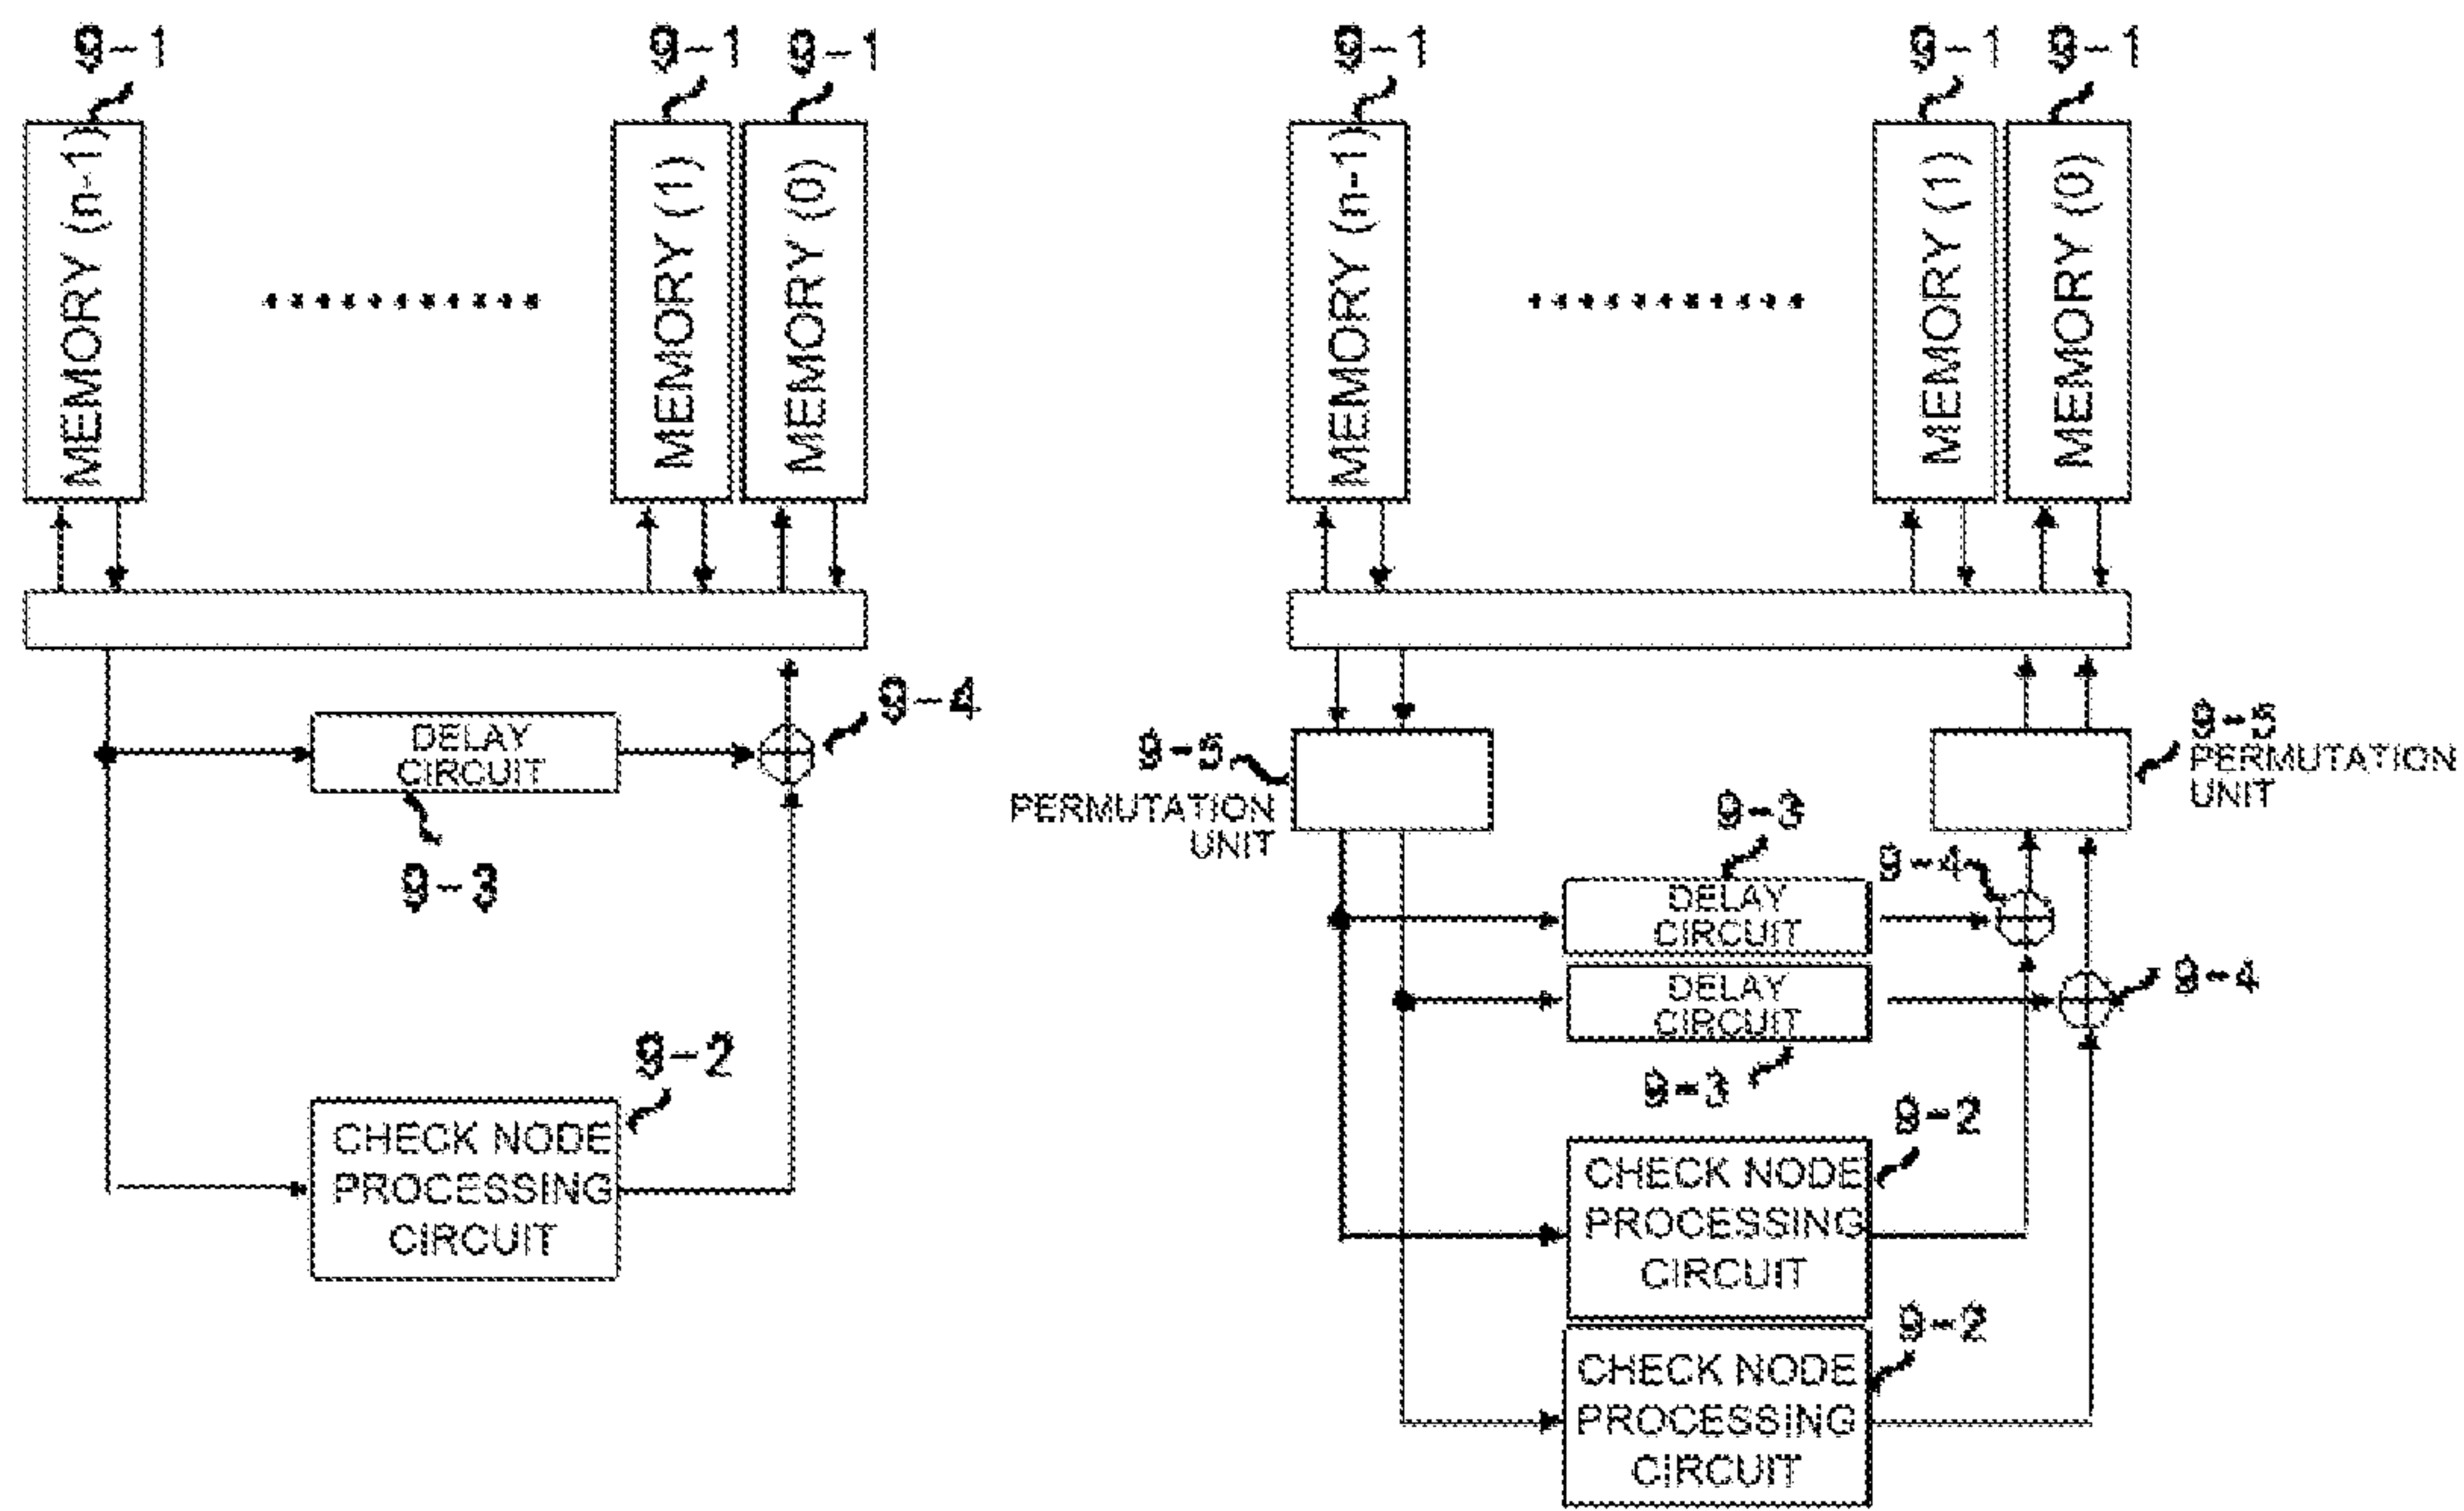 9-1
9-1
9-1
MEMORY (n-1)
MEMORY (1)
MEMORY (0)
DELAY
CIRCUIT
9-4
9-3
9-2
CHECK NODE
PROCESSING
CIRCUIT
9-1
9-1
9-1
MEMORY (n-1)
MEMORY (1)
MEMORY (0)
9-5
PERMUTATION
UNIT
9-5
PERMUTATION
UNIT
9-3
DELAY
CIRCUIT
9-4
DELAY
CIRCUIT
9-4
9-3
9-2
CHECK NODE
PROCESSING
CIRCUIT
9-2
CHECK NODE
PROCESSING
CIRCUIT